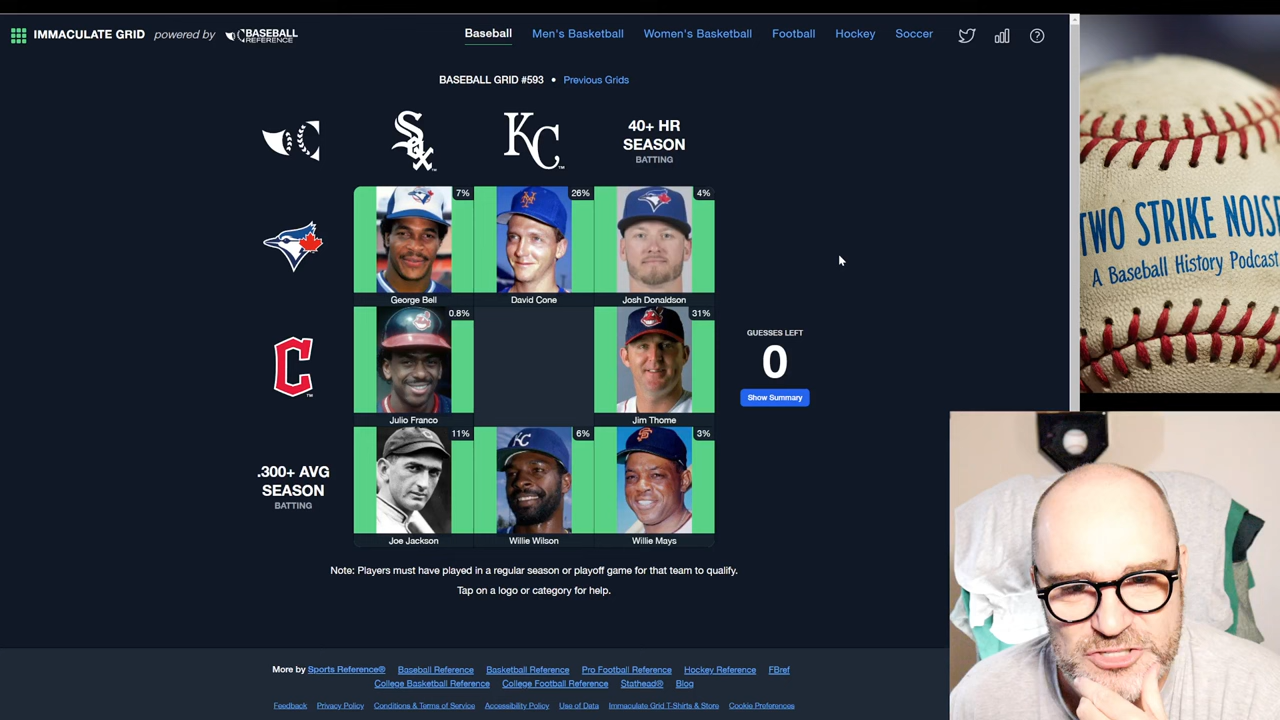 IMMACULATE GRID powered by BASEBALL REFERENCE
Baseball Men's Basketball Women's Basketball Football Hockey Soccer
BASEBALL GRID #593 • Previous Grids
Sox KC 40+ HR SEASON BATTING
7% 26% 4%
George Bell David Cone Josh Donaldson
C 0.8% 31%
Julio Franco Jim Thome
GUESSES LEFT
0
Show Summary
.300+ AVG SEASON BATTING
11% 6% 3%
Joe Jackson Willie Wilson Willie Mays
Note: Players must have played in a regular season or playoff game for that team to qualify.
Tap on a logo or category for help.
More by Sports Reference® Baseball Reference Basketball Reference Pro Football Reference Hockey Reference FBref
College Basketball Reference College Football Reference Stathead® Blog
Feedback Privacy Policy Conditions & Terms of Service Accessibility Policy Use of Data Immaculate Grid T-Shirts & Store Cookie Preferences
TWO STRIKE NOISE
A Baseball History Podcast